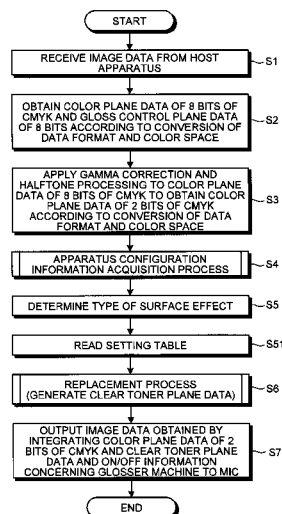 START
RECEIVE IMAGE DATA FROM HOST
APPARATUS
S1
OBTAIN COLOR PLANE DATA OF 8 BITS OF
CMYK AND GLOSS CONTROL PLANE DATA
OF 8 BITS ACCORDING TO CONVERSION OF
DATA FORMAT AND COLOR SPACE
S2
APPLY GAMMA CORRECTION AND
HALFTONE PROCESSING TO COLOR PLANE
DATA OF 8 BITS OF CMYK TO OBTAIN COLOR
PLANE DATA OF 2 BITS OF CMYK
ACCORDING TO CONVERSION OF DATA
FORMAT AND COLOR SPACE
S3
APPARATUS CONFIGURATION
INFORMATION ACQUISITION PROCESS
S4
DETERMINE TYPE OF SURFACE EFFECT
S5
READ SETTING TABLE
S51
REPLACEMENT PROCESS
(GENERATE CLEAR TONER PLANE DATA)
S6
OUTPUT IMAGE DATA OBTAINED BY
INTEGRATING COLOR PLANE DATA OF 2
BITS OF CMYK AND CLEAR TONER PLANE
DATA AND ON/OFF INFORMATION
CONCERNING GLOSSER MACHINE TO MIC
S7
END